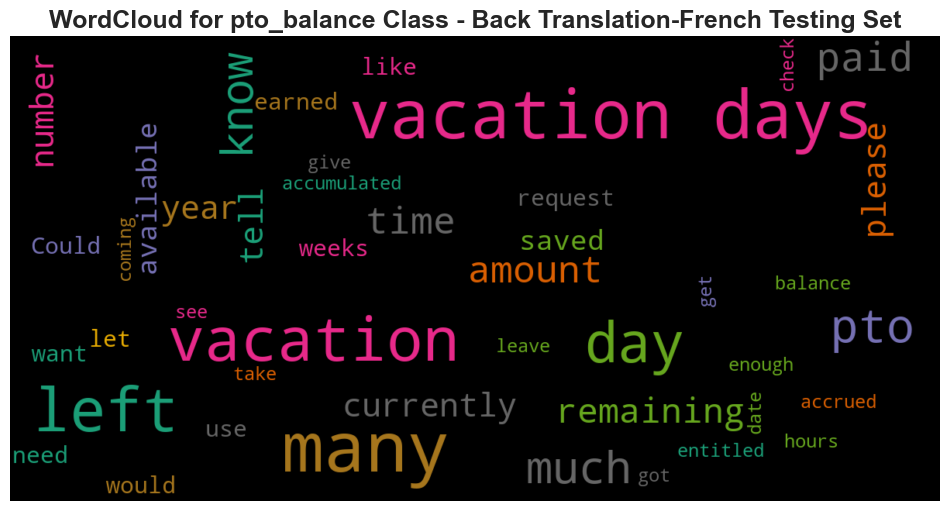 WordCloud for pto_balance Class - Back Translation-French Testing Set
number
know
like
earned
vacation days
check
paid
available
give
accumulated
please
year
tell
time
request
Could
coming
weeks
saved
amount
get
balance
see
vacation
day
pto
want
let
take
leave
enough
left
currently
remaining
date
accrued
use
many
hours
need
much
got
entitled
would